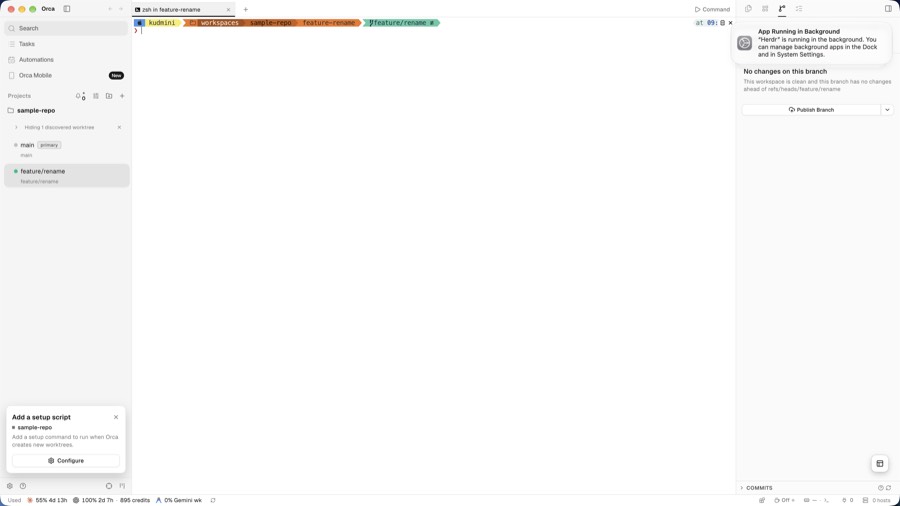 Orca
Search
Tasks
Automations
Orca Mobile
New
Projects
sample-repo
Hiding 1 discovered worktree
main
primary
main
feature/rename
feature/rename
Add a setup script
sample-repo
Add a setup command to run when Orca
creates new worktrees.
Configure
zsh in feature-rename
Command
kudmini workspaces sample-repo feature-rename feature/rename at 09:
❯
App Running in Background
"Herdr" is running in the background. You
can manage background apps in the Dock
and in System Settings.
No changes on this branch
This workspace is clean and this branch has no changes
ahead of refs/heads/feature/rename
Publish Branch
COMMITS
Used 55% 4d 13h 100% 2d 7h · 895 credits 0% Gemini wk
Off
0
0 hosts